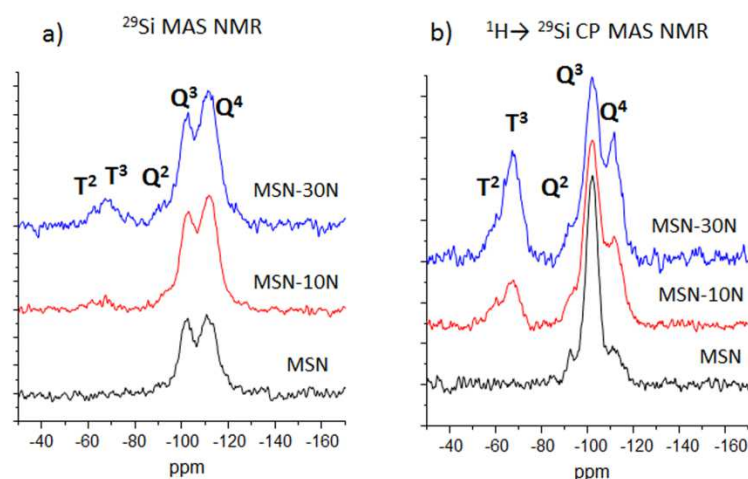 a)
²⁹Si MAS NMR
Q³
Q⁴
T²
T³
Q²
MSN-30N
MSN-10N
MSN
-40 -60 -80 -100 -120 -140 -160
ppm
b)
¹H→ ²⁹Si CP MAS NMR
Q³
Q⁴
T³
T²
Q²
MSN-30N
MSN-10N
MSN
-40 -60 -80 -100 -120 -140 -160
ppm